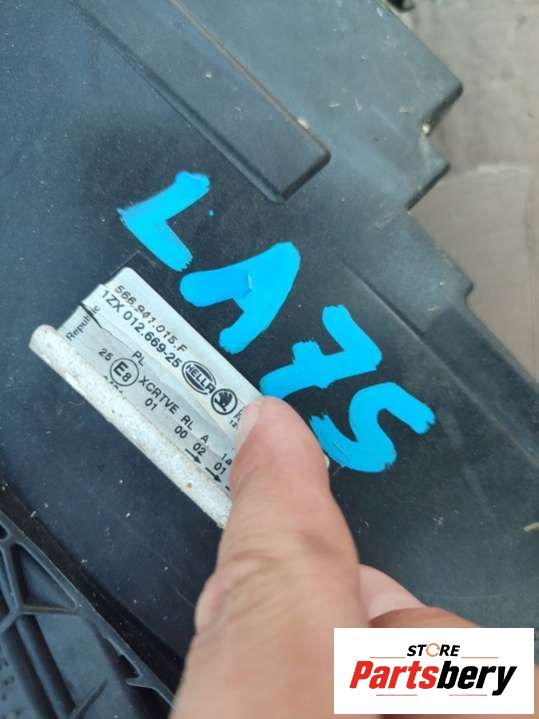 LA75
566.941.015.F
1ZX 012.669-25
HELLA
Republic
PL
25 E8 XCRTVE RL A
01 00 02 01
STORE
Partsbery